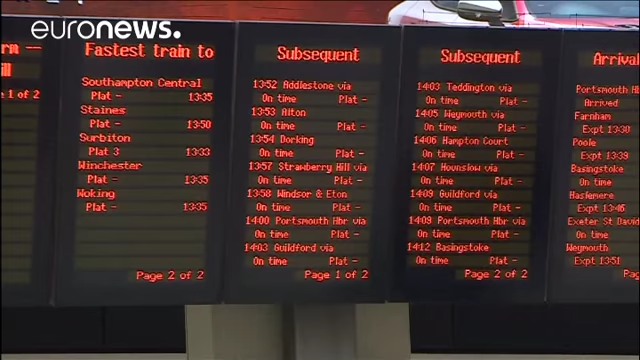 euronews.
rm --
ill
e 1 of 2
Fastest train to
Southampton Central
Plat - 13:35
Staines
Plat - 13:50
Surbiton
Plat 3 13:33
Winchester
Plat - 13:35
Woking
Plat - 13:35
Page 2 of 2
Subsequent
13:52 Addlestone via
On time Plat -
13:53 Alton
On time Plat -
13:54 Dorking
On time Plat -
13:57 Strawberry Hill via
On time Plat -
13:58 Windsor & Eton
On time Plat -
14:00 Portsmouth Hbr via
On time Plat -
14:03 Guildford via
On time Plat -
Page 1 of 2
Subsequent
14:03 Teddington via
On time Plat -
14:05 Weymouth via
On time Plat -
14:06 Hampton Court
On time Plat -
14:07 Hounslow via
On time Plat -
14:09 Guildford via
On time Plat -
14:09 Portsmouth Hbr via
On time Plat -
14:12 Basingstoke
On time Plat -
Page 2 of 2
Arrival
Portsmouth Hb
Arrived
Farnham
Expt 13:30
Poole
Expt 13:39
Basingstoke
On time
Haslemere
Expt 13:46
Exeter St David
On time
Weymouth
Expt 13:51